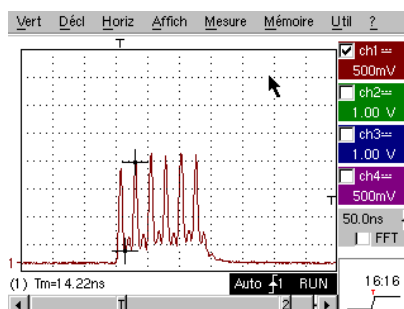 Vert Décl Horiz Affich Mesure Mémoire Util ?
T
ch1
500mV
ch2
1.00 V
ch3
1.00 V
ch4
500mV
T
50.0ns
FFT
1
(1) Tm=14.22ns Auto 1 RUN
16:16
T 2